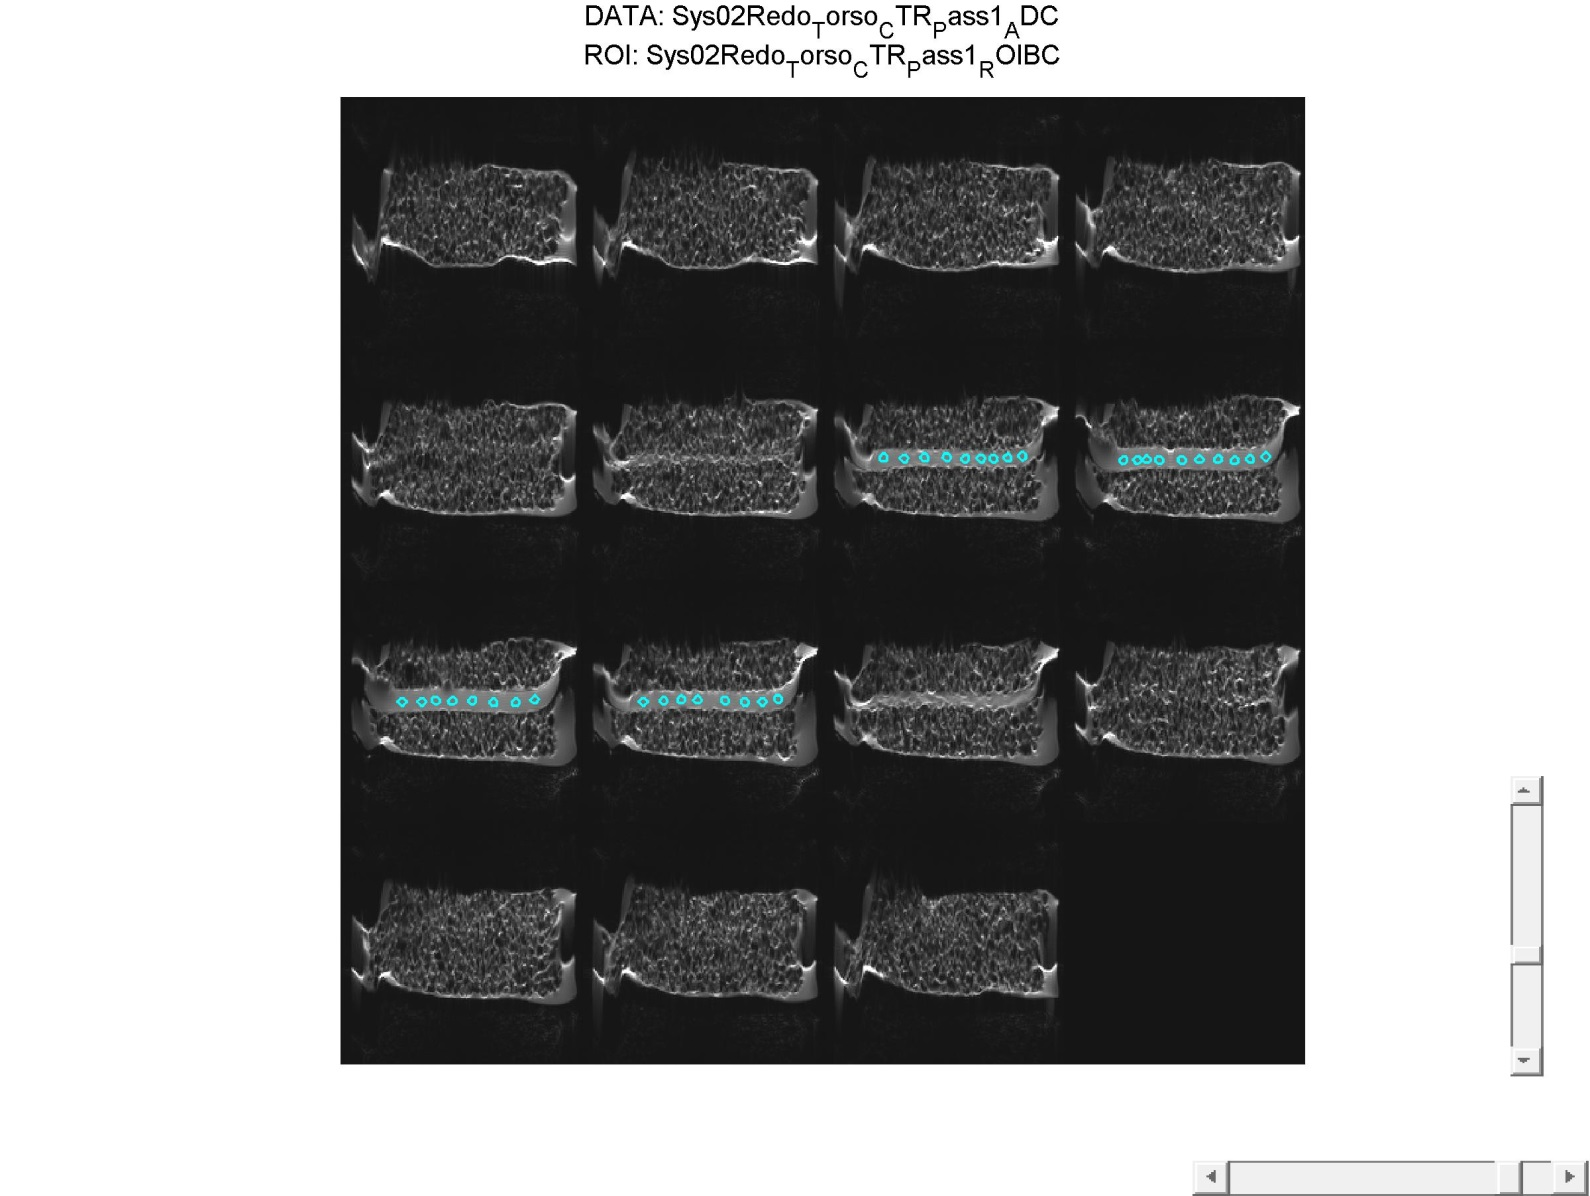 DATA: Sys02Redo_Torso_CTR_Pass1_ADC
ROI: Sys02Redo_Torso_CTR_Pass1_ROIBC